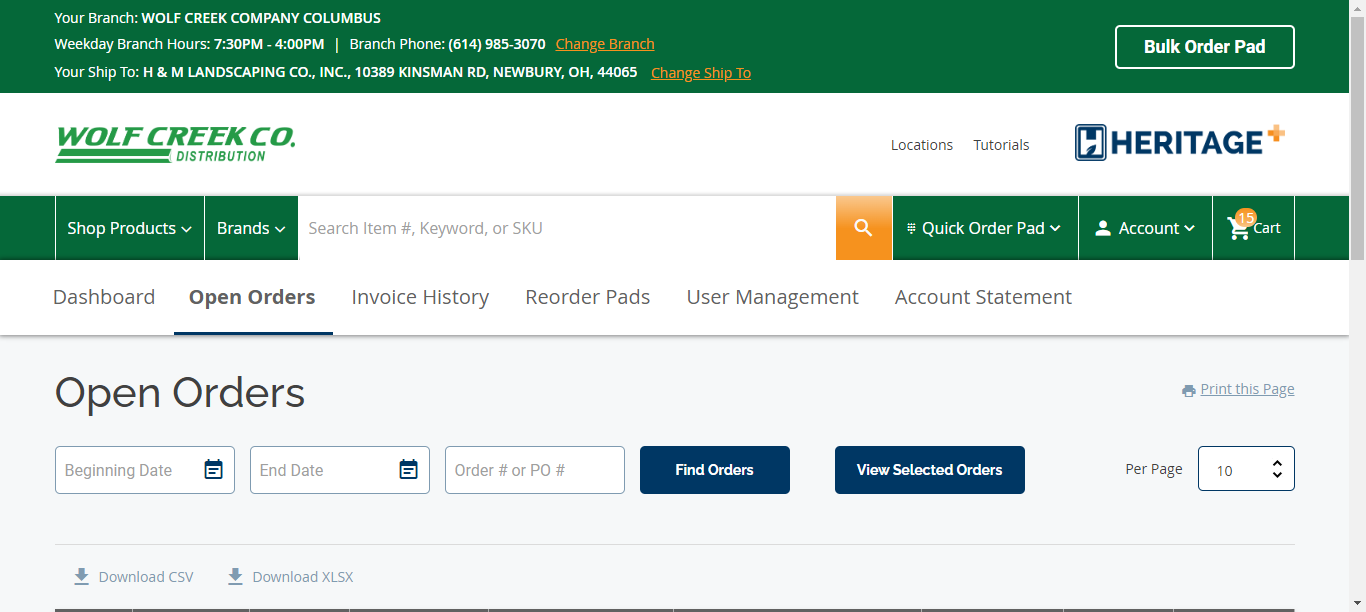 Your Branch: WOLF CREEK COMPANY COLUMBUS
Weekday Branch Hours: 7:30PM - 4:00PM | Branch Phone: (614) 985-3070 Change Branch
Your Ship To: H & M LANDSCAPING CO., INC., 10389 KINSMAN RD, NEWBURY, OH, 44065 Change Ship To
Bulk Order Pad
WOLF CREEK CO.
DISTRIBUTION
Locations Tutorials
HERITAGE+
Shop Products Brands Search Item #, Keyword, or SKU Quick Order Pad Account 15 Cart
Dashboard Open Orders Invoice History Reorder Pads User Management Account Statement
Open Orders
Print this Page
Beginning Date End Date Order # or PO # Find Orders View Selected Orders Per Page 10
Download CSV Download XLSX